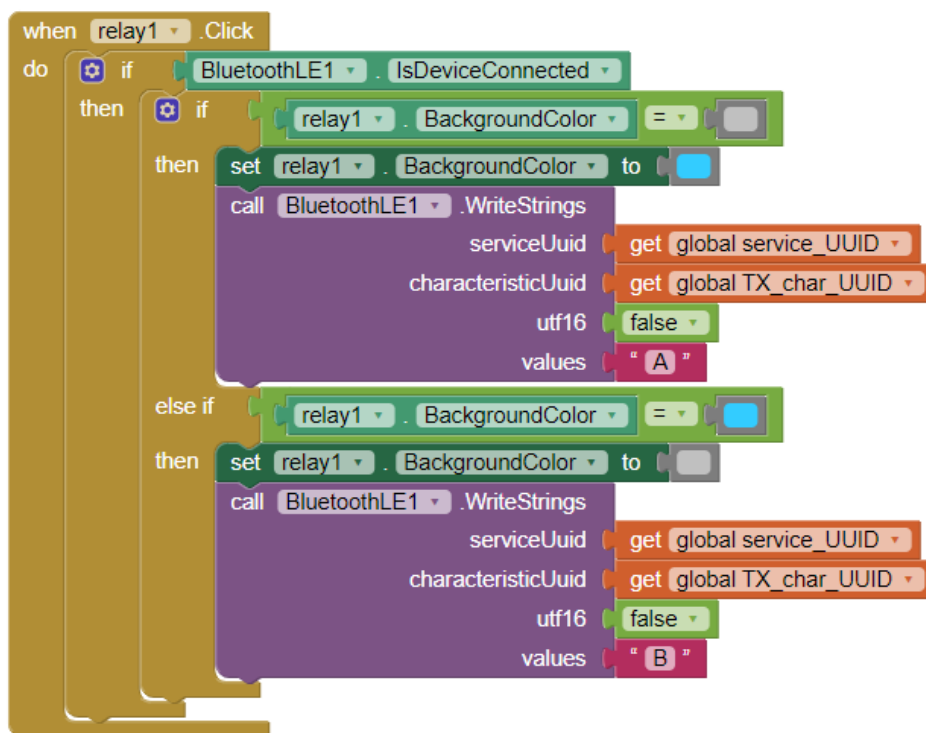 when relay1 .Click
do if BluetoothLE1 . IsDeviceConnected
then if relay1 . BackgroundColor =
then set relay1 . BackgroundColor to
call BluetoothLE1 .WriteStrings
serviceUuid get global service_UUID
characteristicUuid get global TX_char_UUID
utf16 false
values “ A ”
else if relay1 . BackgroundColor =
then set relay1 . BackgroundColor to
call BluetoothLE1 .WriteStrings
serviceUuid get global service_UUID
characteristicUuid get global TX_char_UUID
utf16 false
values “ B ”